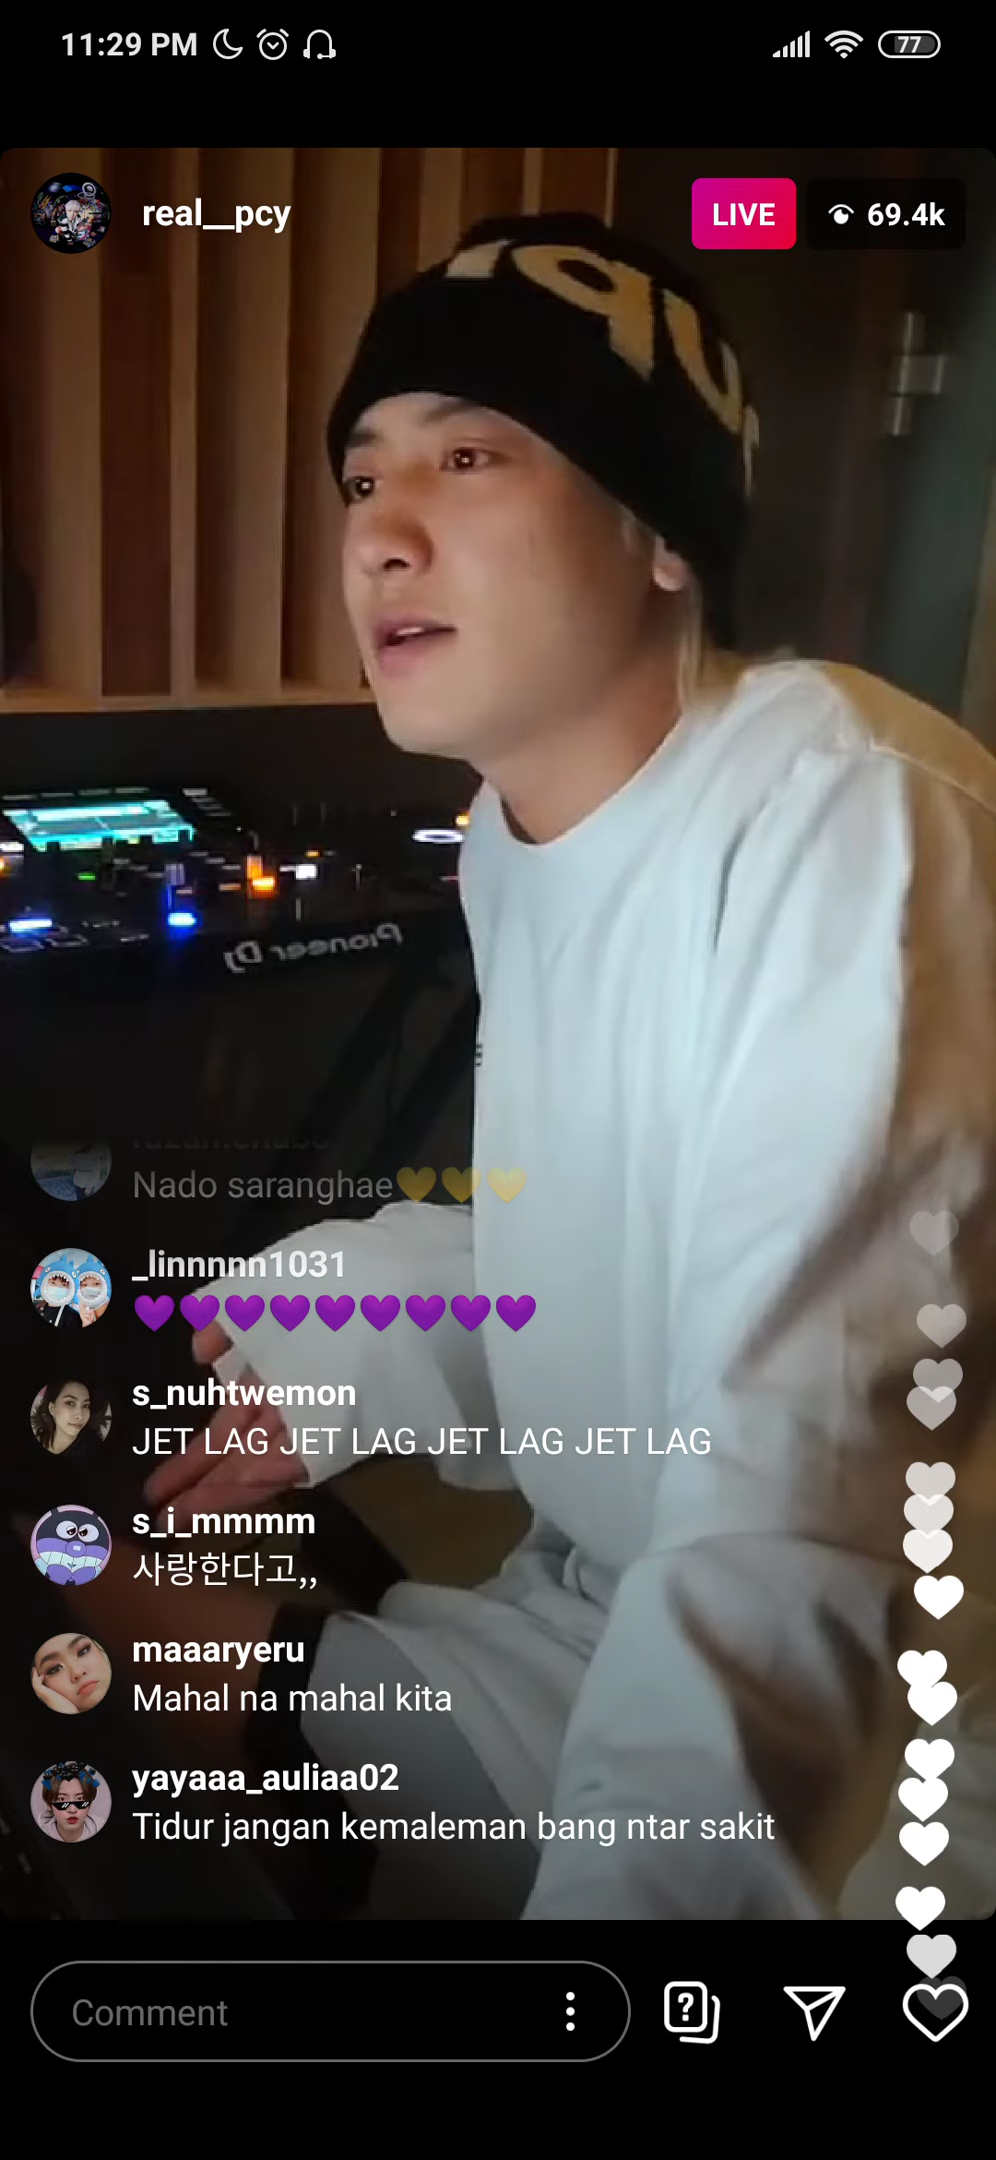 11:29 PM
77
real__pcy
LIVE
69.4k
Pioneer DJ
Nado saranghae💛💛💛
_linnnnn1031
💜💜💜💜💜💜💜💜💜
s_nuhtwemon
JET LAG JET LAG JET LAG JET LAG
s_i_mmmm
사랑한다고,,
maaaryeru
Mahal na mahal kita
yayaaa_auliaa02
Tidur jangan kemaleman bang ntar sakit
Comment